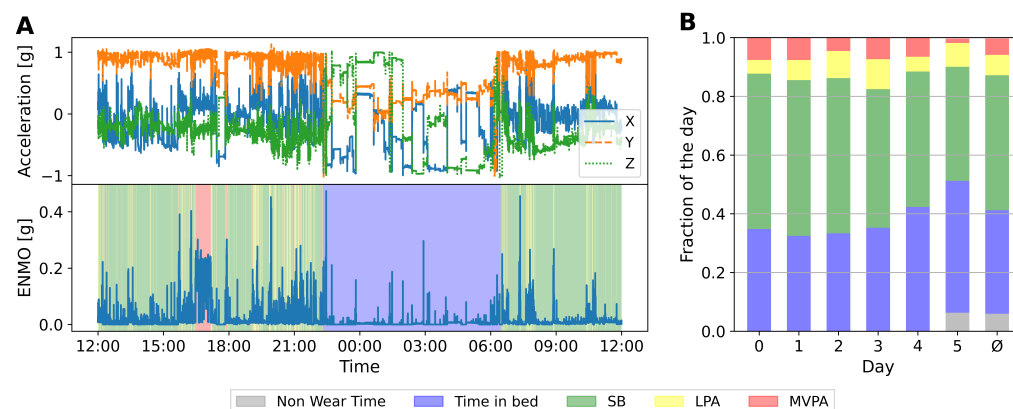 A
Acceleration [g]
1
0
−1
X
Y
Z
ENMO [g]
0.4
0.2
0.0
12:00 15:00 18:00 21:00 00:00 03:00 06:00 09:00 12:00
Time
B
Fraction of the day
1.0
0.8
0.6
0.4
0.2
0.0
0 1 2 3 4 5 Ø
Day
Non Wear Time Time in bed SB LPA MVPA